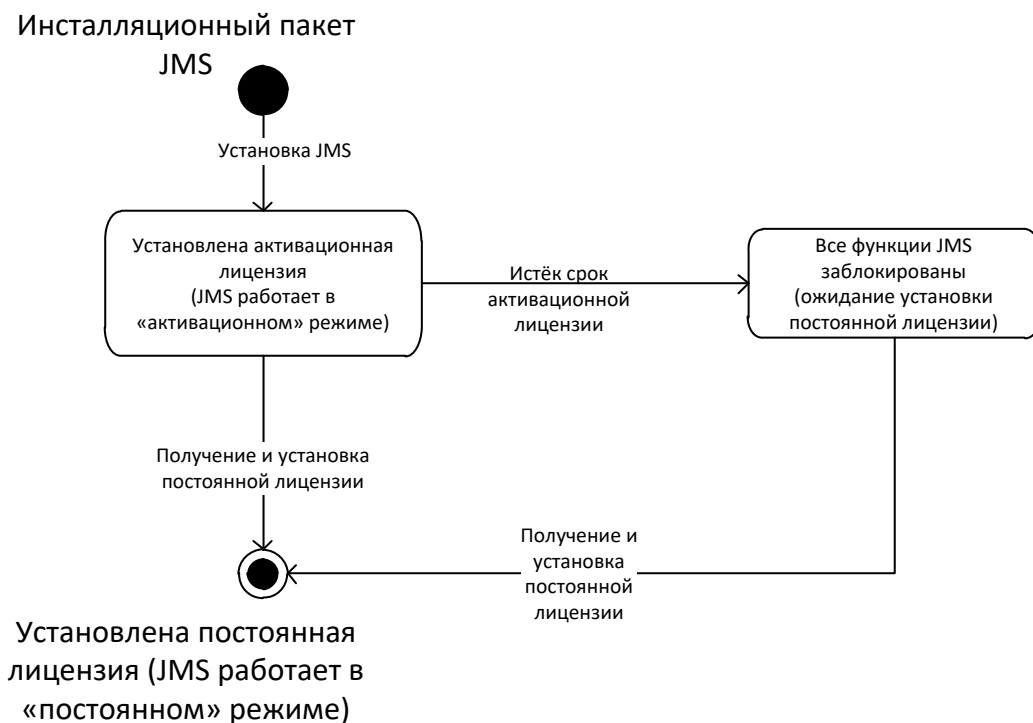 Инсталляционный пакет
JMS
Установка JMS
Установлена активационная
лицензия
(JMS работает в
«активационном» режиме)
Истёк срок
активационной
лицензии
Все функции JMS
заблокированы
(ожидание установки
постоянной лицензии)
Получение и установка
постоянной лицензии
Получение и
установка
постоянной
лицензии
Установлена постоянная
лицензия (JMS работает в
«постоянном» режиме)